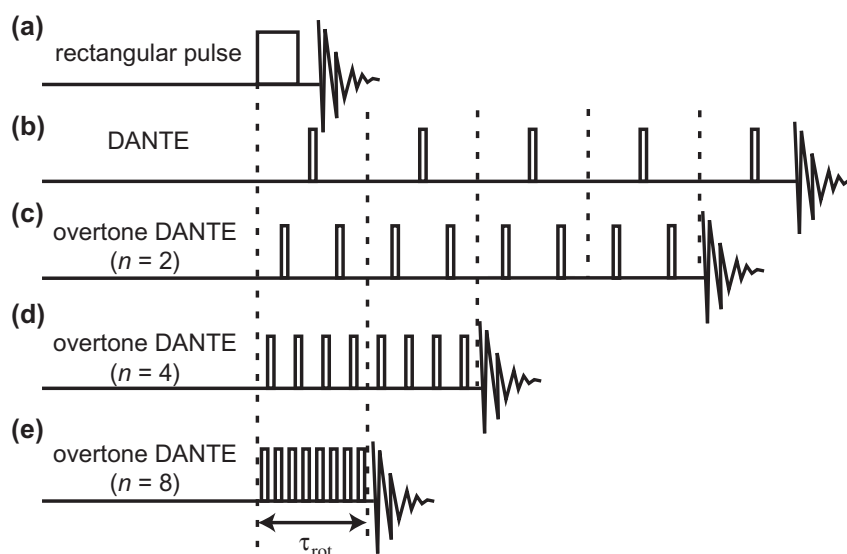 (a)
rectangular pulse
(b)
DANTE
(c)
overtone DANTE
(n = 2)
(d)
overtone DANTE
(n = 4)
(e)
overtone DANTE
(n = 8)
τrot